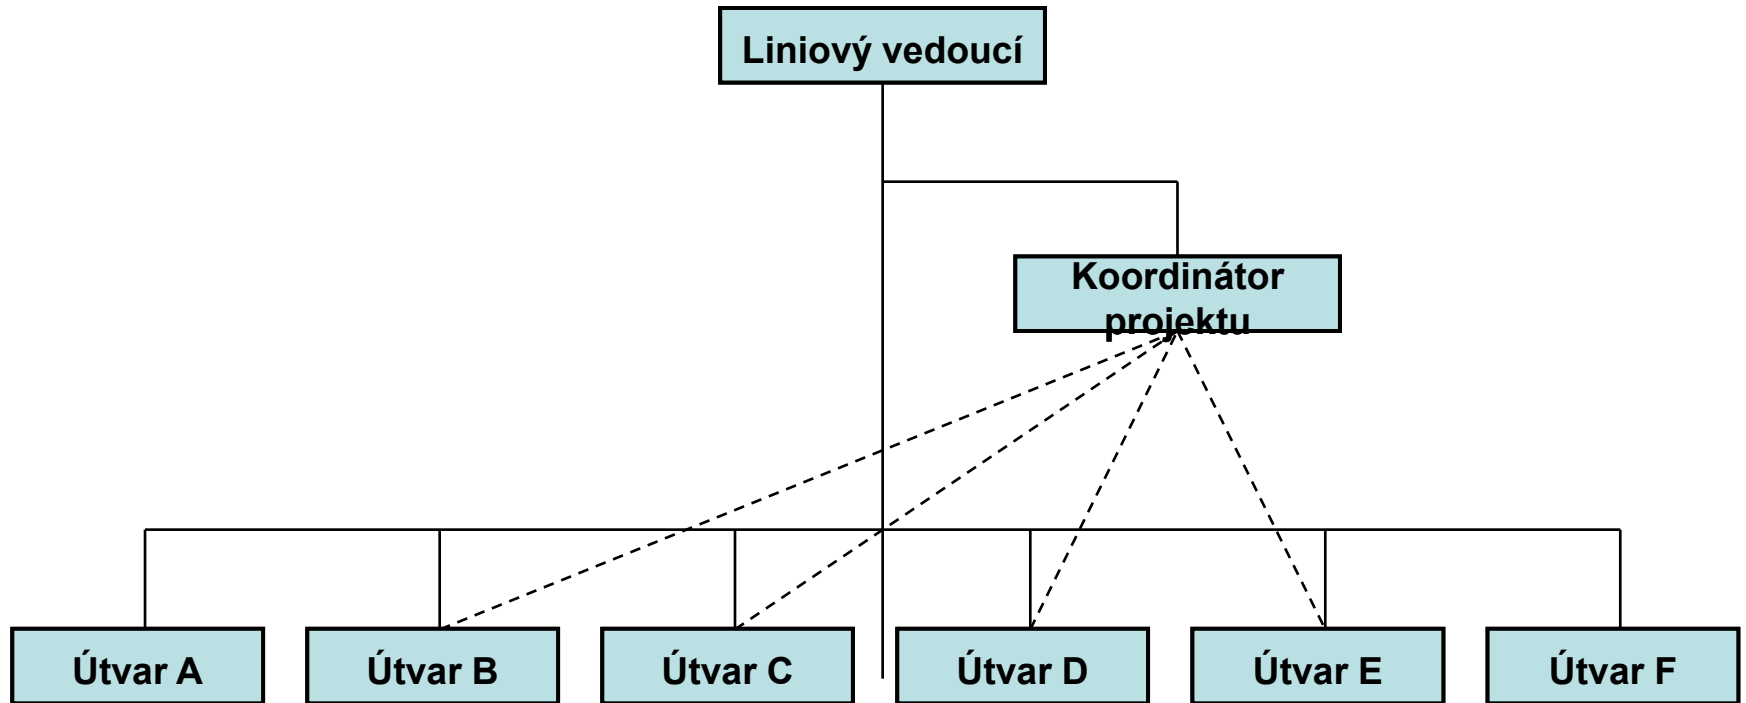 Liniový vedoucí
Koordinátor
projektu
Útvar A
Útvar B
Útvar C
Útvar D
Útvar E
Útvar F